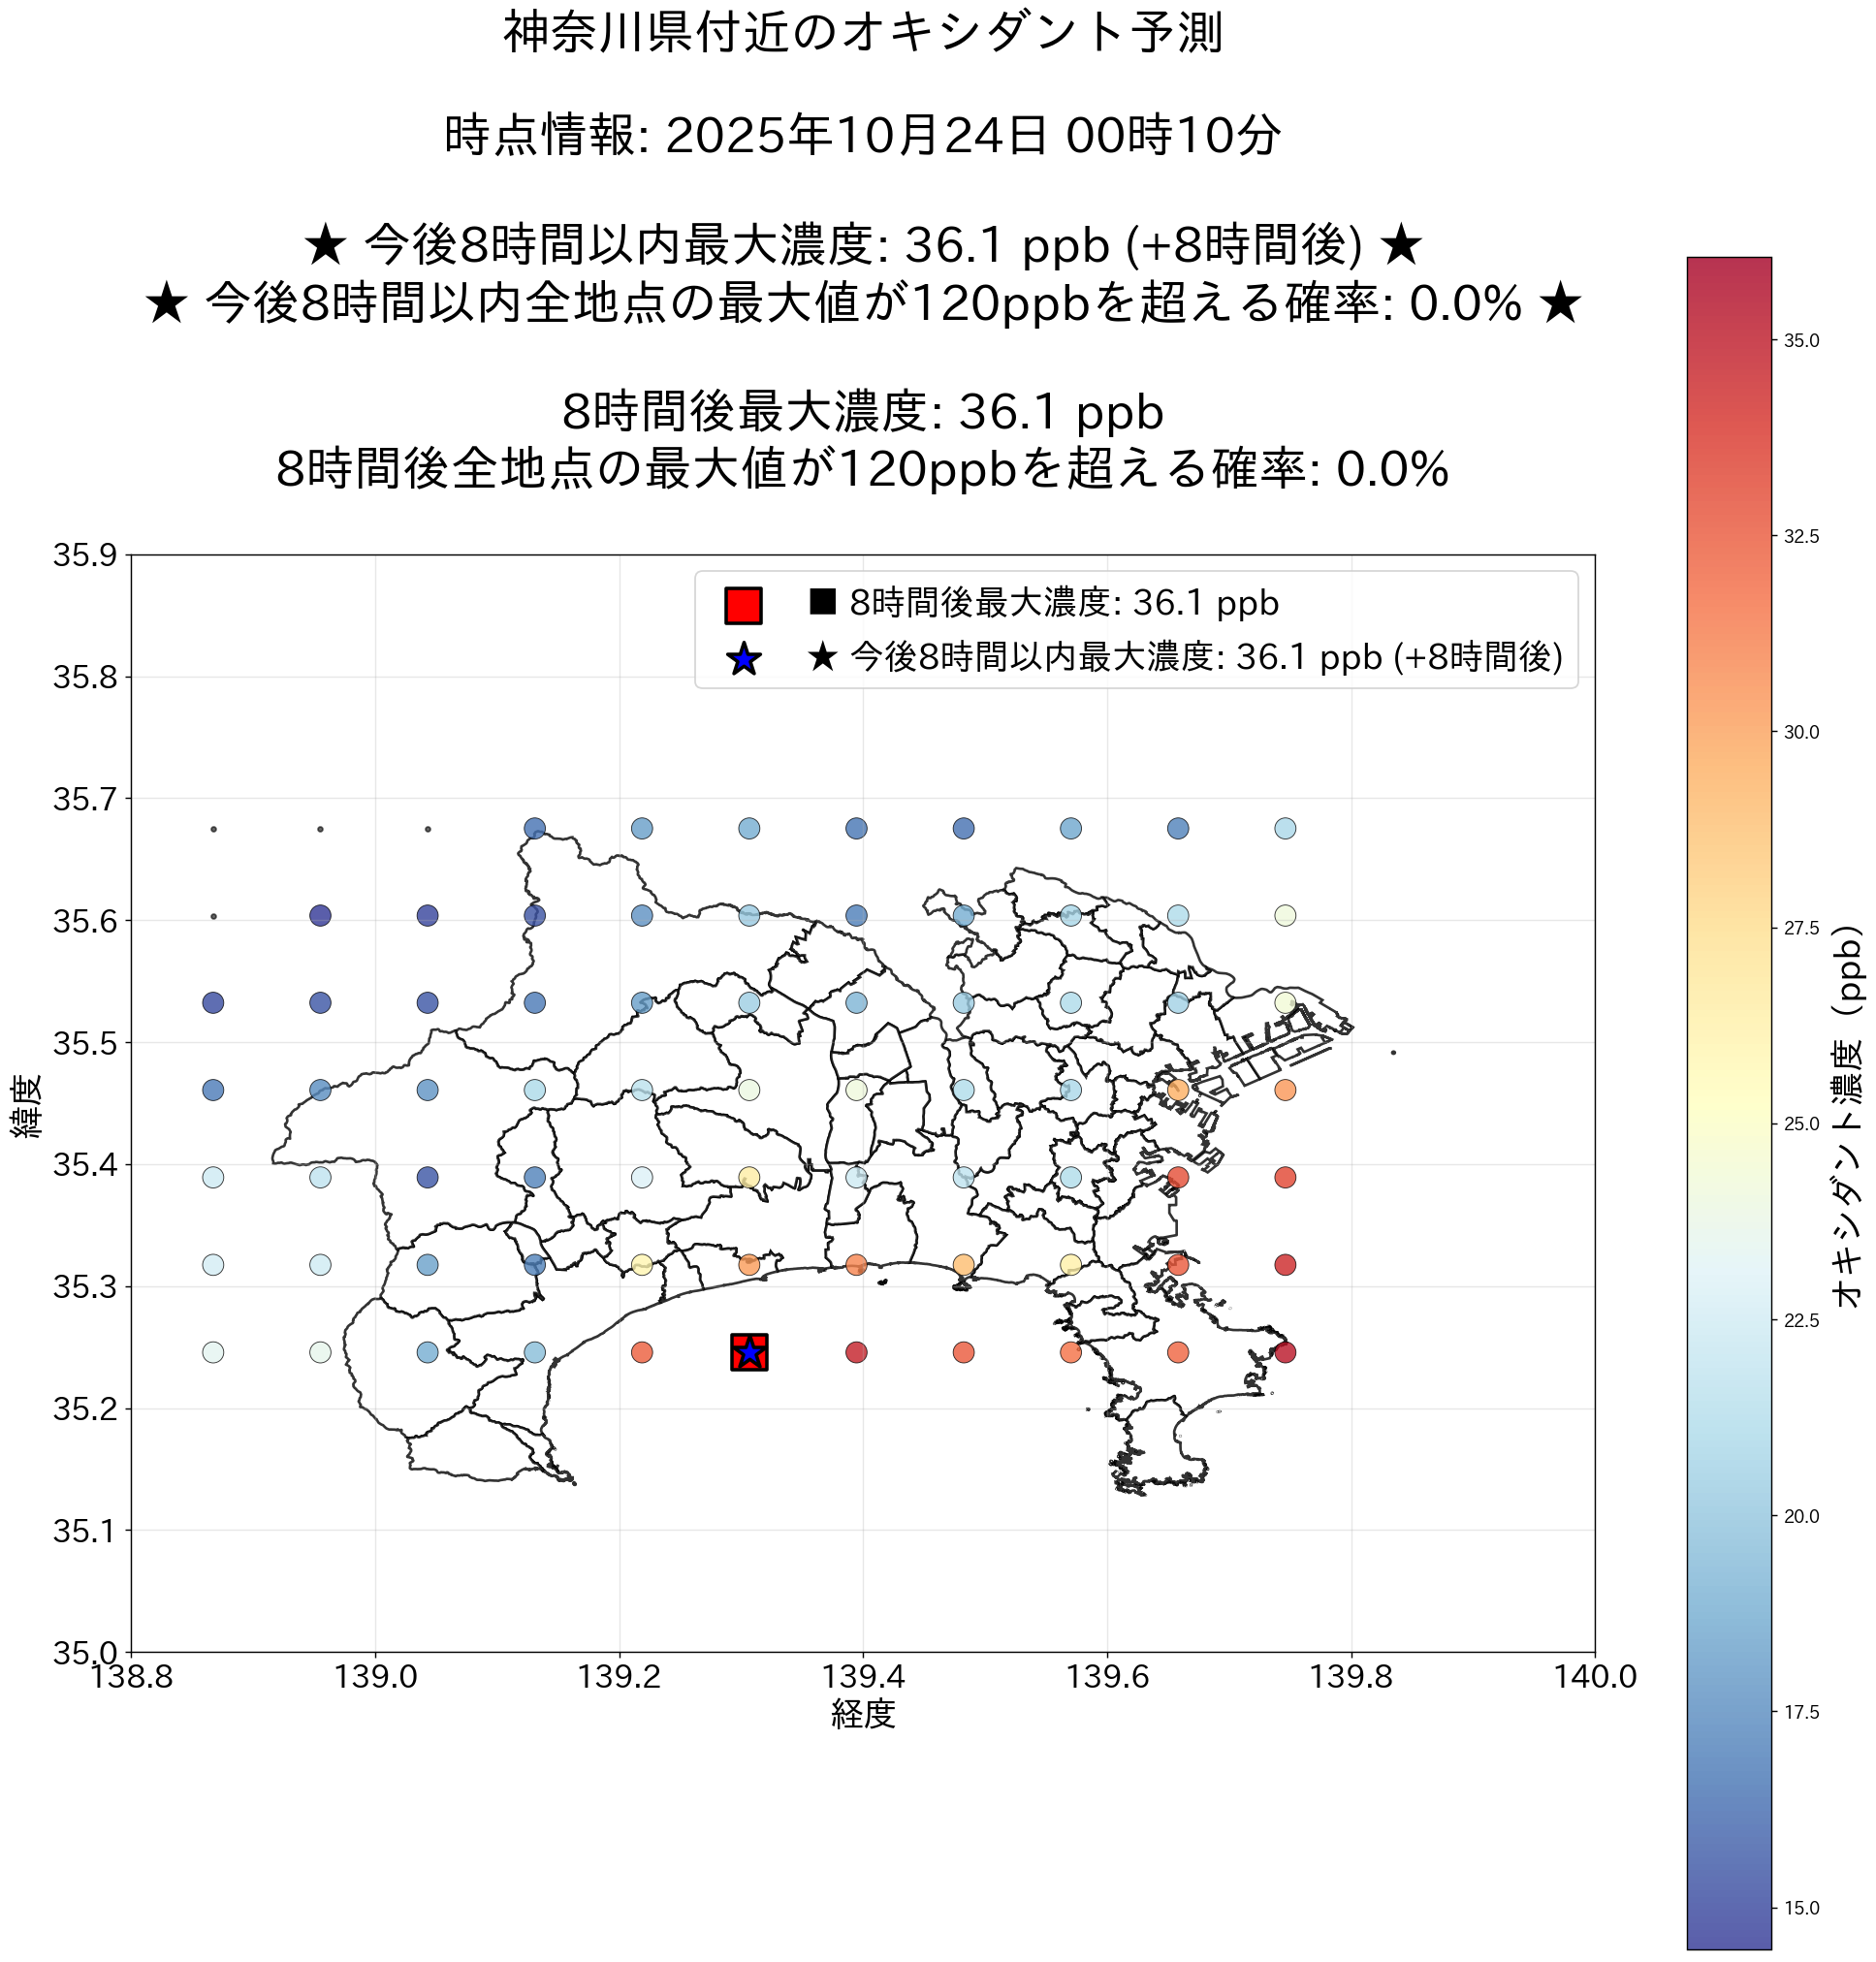 神奈川県付近のオキシダント予測
時点情報: 2025年10月24日 00時10分
★ 今後8時間以内最大濃度: 36.1 ppb (+8時間後) ★
★ 今後8時間以内全地点の最大値が120ppbを超える確率: 0.0% ★
8時間後最大濃度: 36.1 ppb
8時間後全地点の最大値が120ppbを超える確率: 0.0%
■ 8時間後最大濃度: 36.1 ppb
★ 今後8時間以内最大濃度: 36.1 ppb (+8時間後)
35.9
35.8
35.7
35.6
35.5
35.4
35.3
35.2
35.1
35.0
緯度
138.8 139.0 139.2 139.4 139.6 139.8 140.0
経度
35.0
32.5
30.0
27.5
25.0
22.5
20.0
17.5
15.0
オキシダント濃度 (ppb)